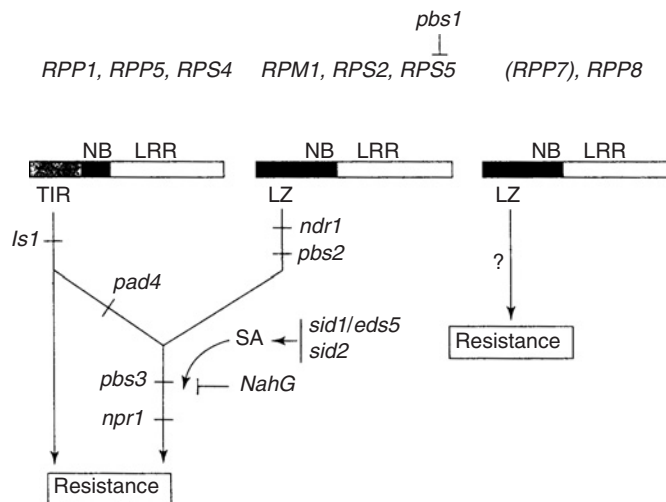 pbs1
RPP1, RPP5, RPS4
RPM1, RPS2, RPS5
(RPP7), RPP8
NB LRR
NB LRR
NB LRR
TIR
LZ
LZ
Is1
ndr1
pbs2
?
pad4
SA
sid1/eds5
sid2
Resistance
pbs3
NahG
npr1
Resistance